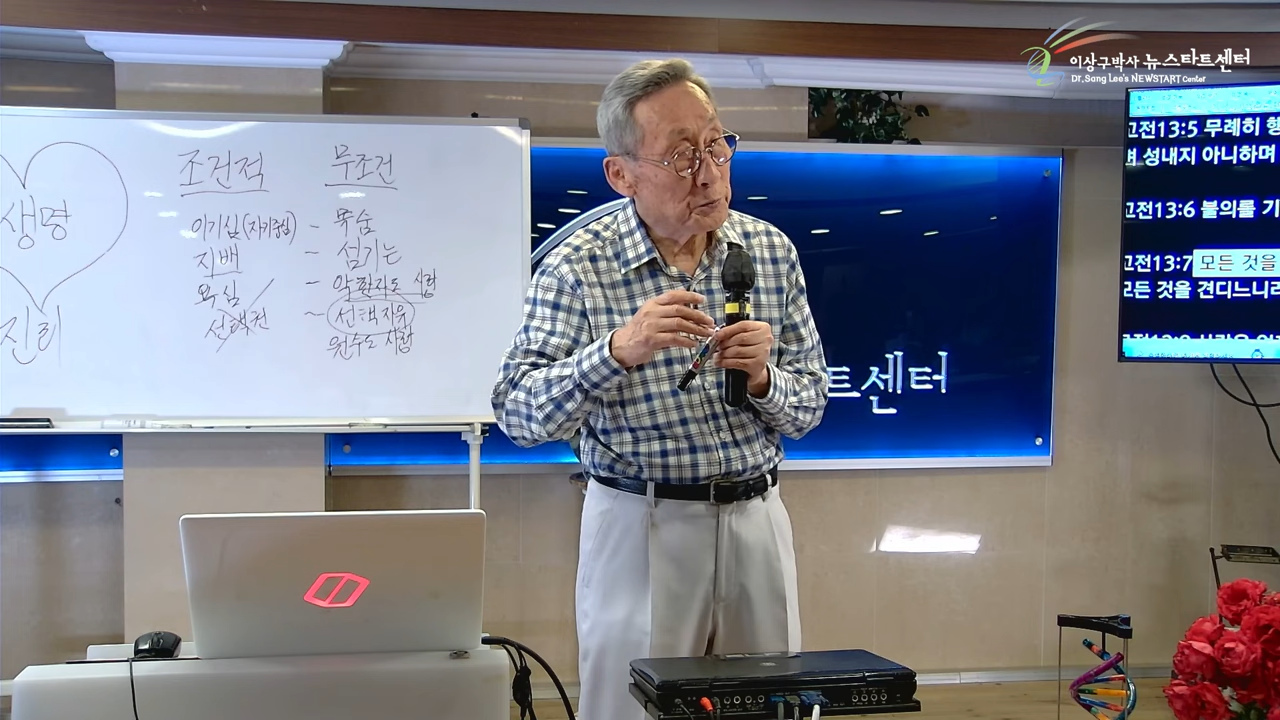 이상구박사 뉴스타트센터
Dr. Sang Lee's NEWSTART Center
생명
진리
조건적 무조건
이기심(자기중심) - 목숨
지배 - 섬기는
욕심 - 악한자도 사랑
선택권 ~ 선택자유
원수도 사랑
트센터
고전13:5 무례히 행
성내지 아니하며
고전13:6 불의를 기
고전13:7 모든 것을
모든 것을 견디느니라